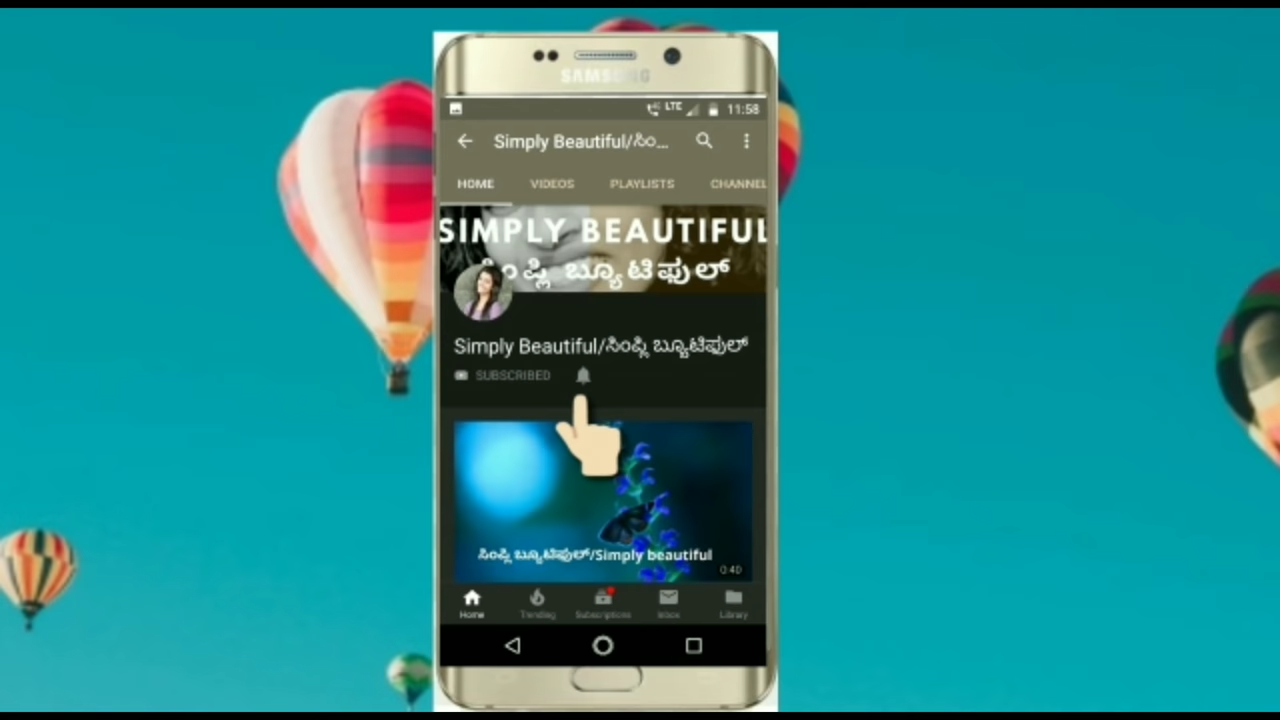 SAMSUNG
LTE 11:58
Simply Beautiful/ಸಿಂ...
HOME VIDEOS PLAYLISTS CHANNEL
SIMPLY BEAUTIFUL
ಸಿಂಪ್ಲಿ ಬ್ಯೂಟಿಫುಲ್
Simply Beautiful/ಸಿಂಪ್ಲಿ ಬ್ಯೂಟಿಫುಲ್
SUBSCRIBED
ಸಿಂಪ್ಲಿ ಬ್ಯೂಟಿಫುಲ್/Simply beautiful
0:40
Home Trending Subscriptions Inbox Library